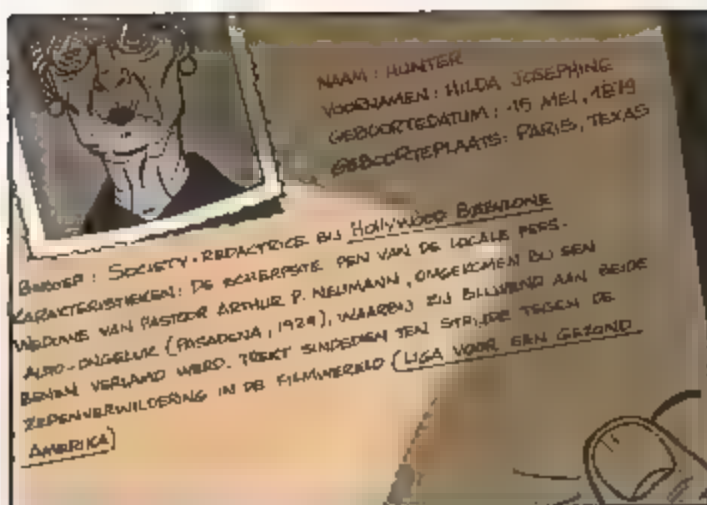 NAAM: HUNTER
VOORNAMEN: HILDA JOSEPHINE
GEBOORTEDATUM: 15 MEI, 1879
GEBOORTEPLAATS: PARIS, TEXAS
BEROEP: SOCIETY-REDACTRICE BIJ HOLLYWOOD BABYLONE
KARAKTERISTIEKEN: DE SCHERPSTE PEN VAN DE LOCALE PERS.
WEDUWE VAN PASTOOR ARTHUR P. NEUMANN, OMGEKOMEN BIJ EEN
AUTO-ONGELUK (PASADENA, 1929), WAARBIJ ZIJ BLIJVEND AAN BEIDE
BENEN VERLAMD WERD. TREKT SINDSDIEN TEN STRIJDE TEGEN DE
ZEDENVERWILDERING IN DE FILMWERELD (LIGA VOOR EEN GEZOND
AMERIKA)